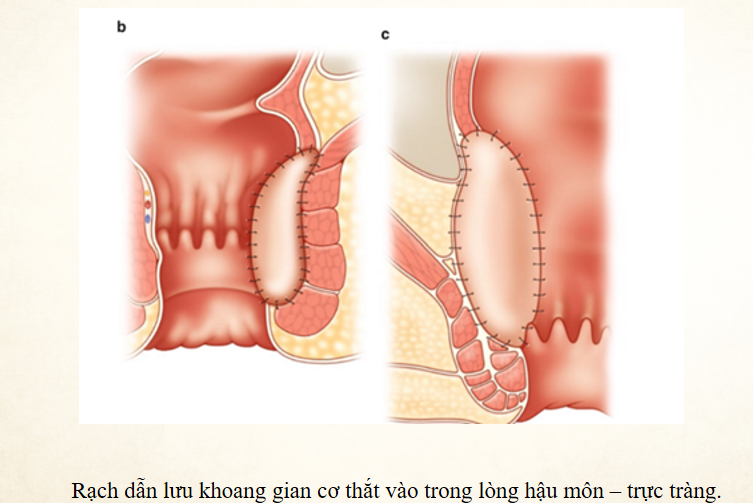 b
c
Rạch dẫn lưu khoang gian cơ thắt vào trong lòng hậu môn – trực tràng.